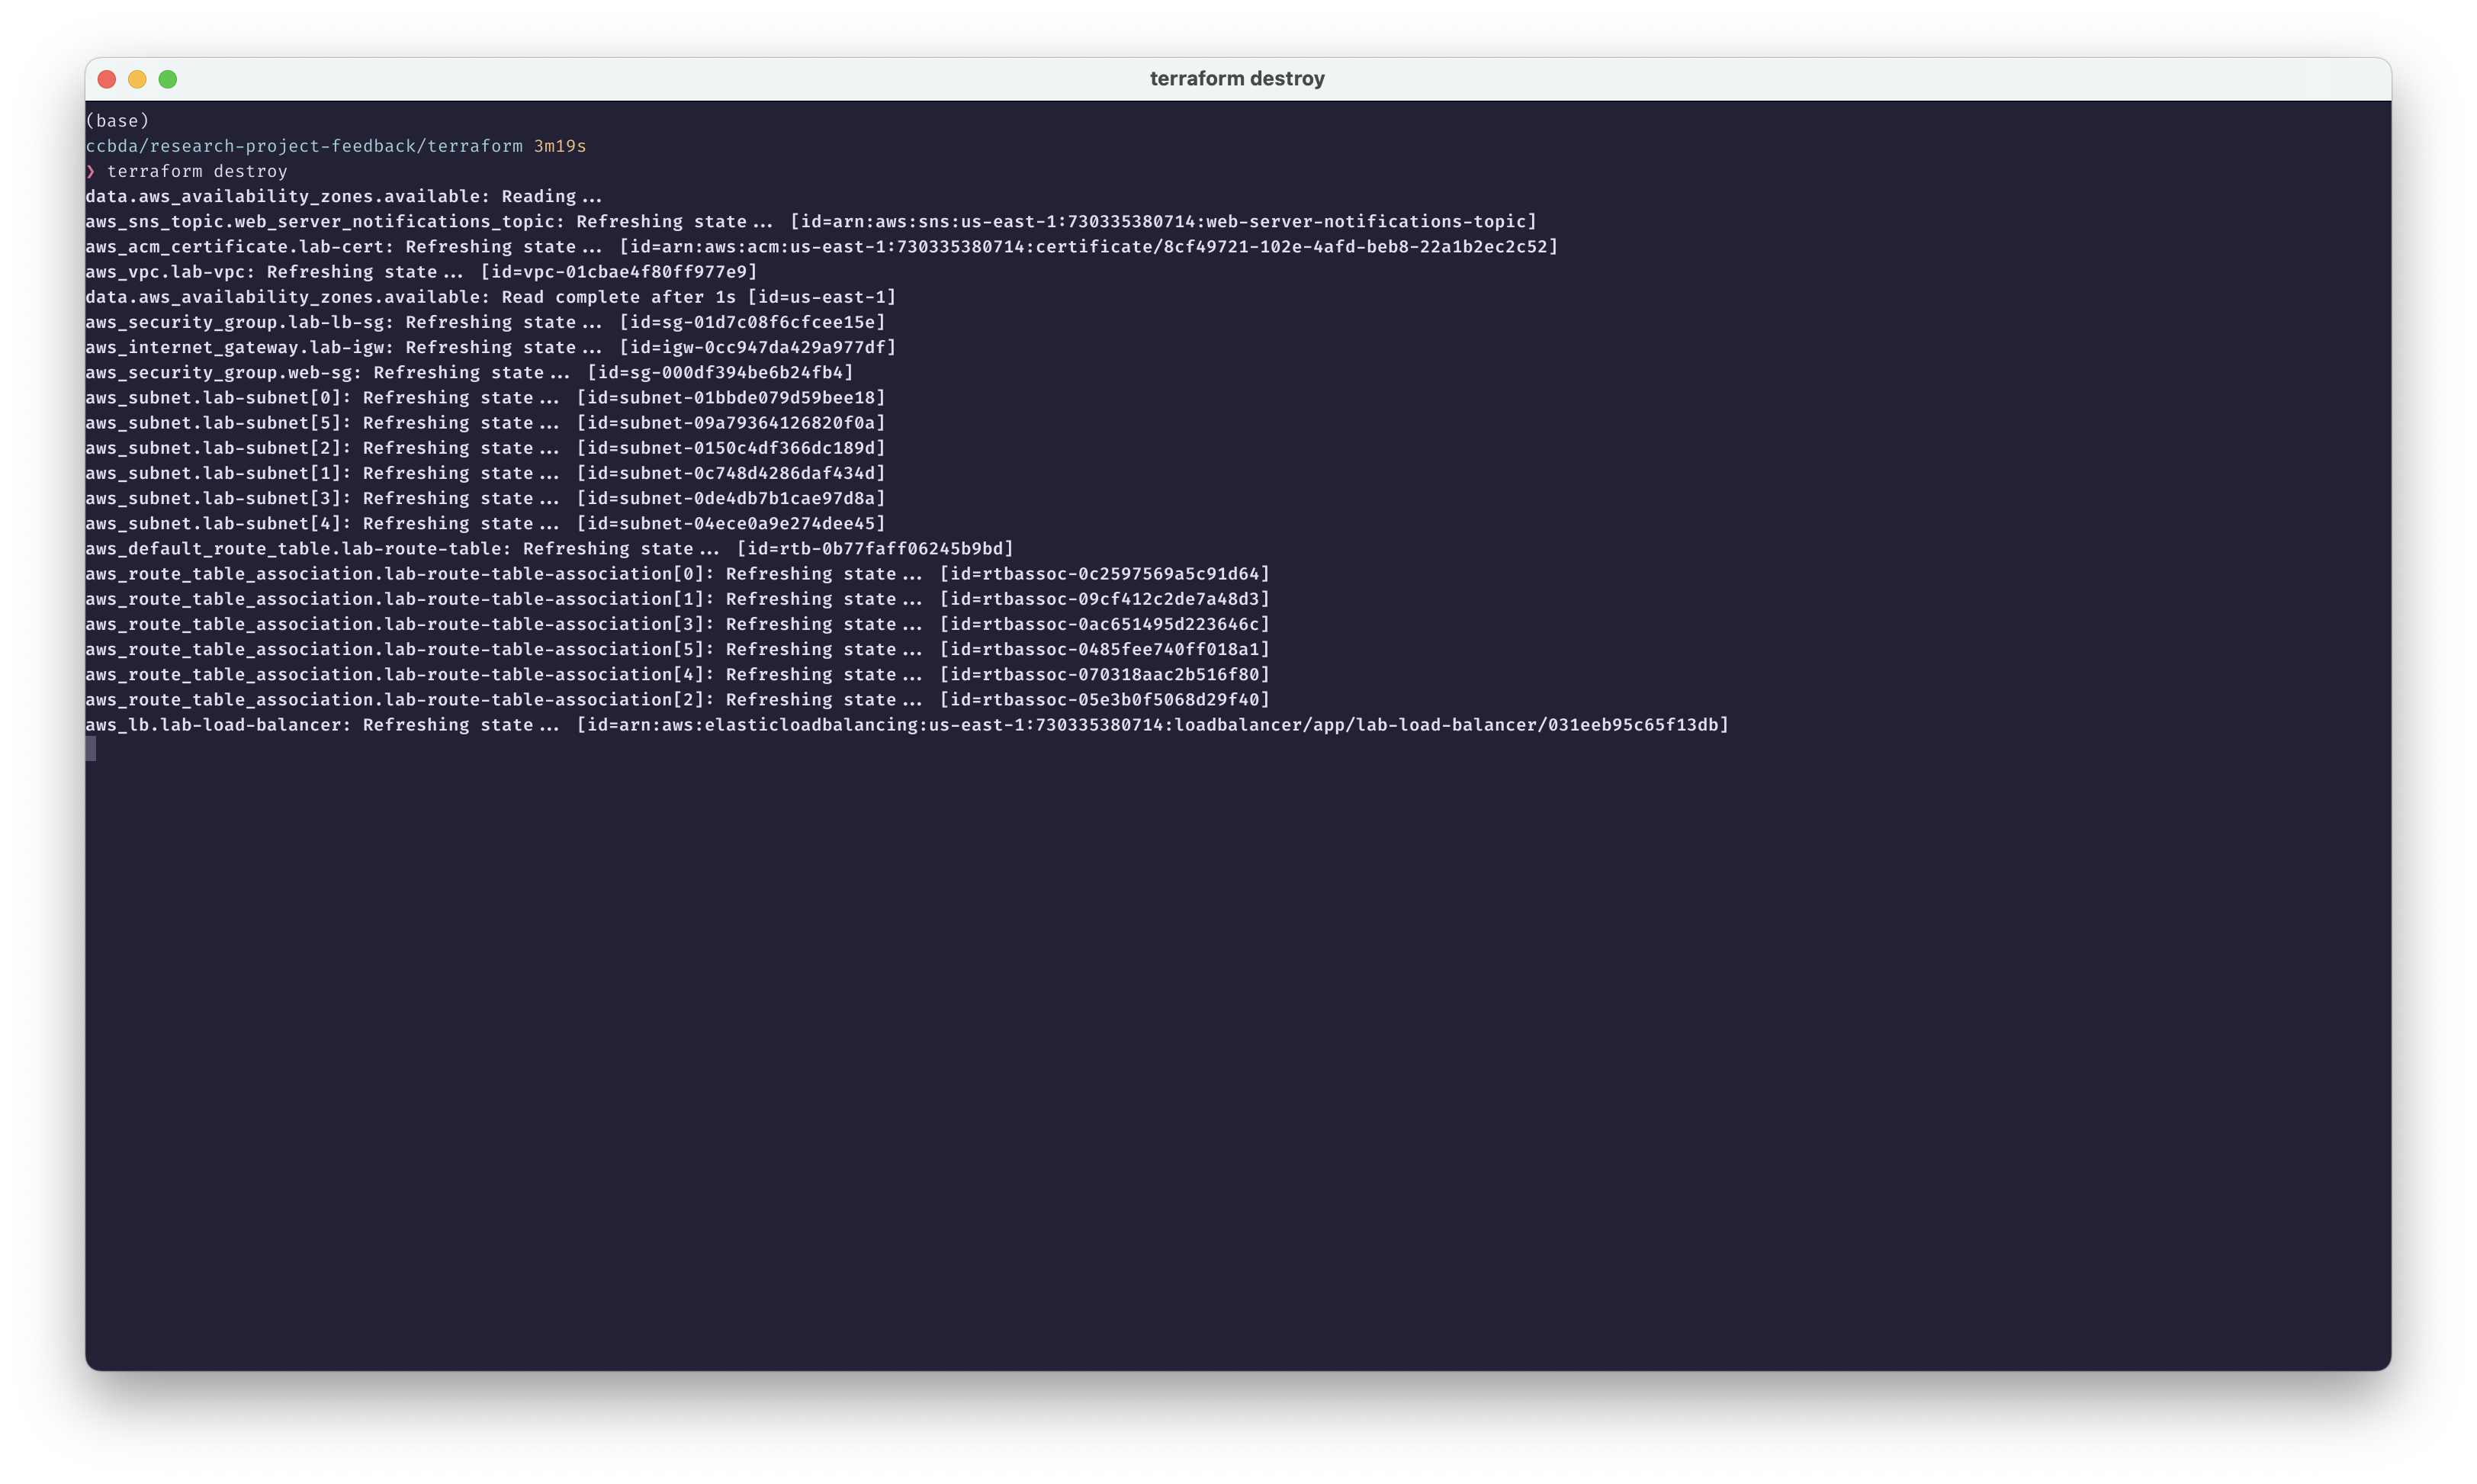 terraform destroy
(base)
ccbda/research-project-feedback/terraform 3m19s
❯ terraform destroy
data.aws_availability_zones.available: Reading...
aws_sns_topic.web_server_notifications_topic: Refreshing state... [id=arn:aws:sns:us-east-1:730335380714:web-server-notifications-topic]
aws_acm_certificate.lab-cert: Refreshing state... [id=arn:aws:acm:us-east-1:730335380714:certificate/8cf49721-102e-4afd-beb8-22a1b2ec2c52]
aws_vpc.lab-vpc: Refreshing state... [id=vpc-01cbae4f80ff977e9]
data.aws_availability_zones.available: Read complete after 1s [id=us-east-1]
aws_security_group.lab-lb-sg: Refreshing state... [id=sg-01d7c08f6cfcee15e]
aws_internet_gateway.lab-igw: Refreshing state... [id=igw-0cc947da429a977df]
aws_security_group.web-sg: Refreshing state... [id=sg-000df394be6b24fb4]
aws_subnet.lab-subnet[0]: Refreshing state... [id=subnet-01bbde079d59bee18]
aws_subnet.lab-subnet[5]: Refreshing state... [id=subnet-09a79364126820f0a]
aws_subnet.lab-subnet[2]: Refreshing state... [id=subnet-0150c4df366dc189d]
aws_subnet.lab-subnet[1]: Refreshing state... [id=subnet-0c748d4286daf434d]
aws_subnet.lab-subnet[3]: Refreshing state... [id=subnet-0de4db7b1cae97d8a]
aws_subnet.lab-subnet[4]: Refreshing state... [id=subnet-04ece0a9e274dee45]
aws_default_route_table.lab-route-table: Refreshing state... [id=rtb-0b77faff06245b9bd]
aws_route_table_association.lab-route-table-association[0]: Refreshing state... [id=rtbassoc-0c2597569a5c91d64]
aws_route_table_association.lab-route-table-association[1]: Refreshing state... [id=rtbassoc-09cf412c2de7a48d3]
aws_route_table_association.lab-route-table-association[3]: Refreshing state... [id=rtbassoc-0ac651495d223646c]
aws_route_table_association.lab-route-table-association[5]: Refreshing state... [id=rtbassoc-0485fee740ff018a1]
aws_route_table_association.lab-route-table-association[4]: Refreshing state... [id=rtbassoc-070318aac2b516f80]
aws_route_table_association.lab-route-table-association[2]: Refreshing state... [id=rtbassoc-05e3b0f5068d29f40]
aws_lb.lab-load-balancer: Refreshing state... [id=arn:aws:elasticloadbalancing:us-east-1:730335380714:loadbalancer/app/lab-load-balancer/031eeb95c65f13db]